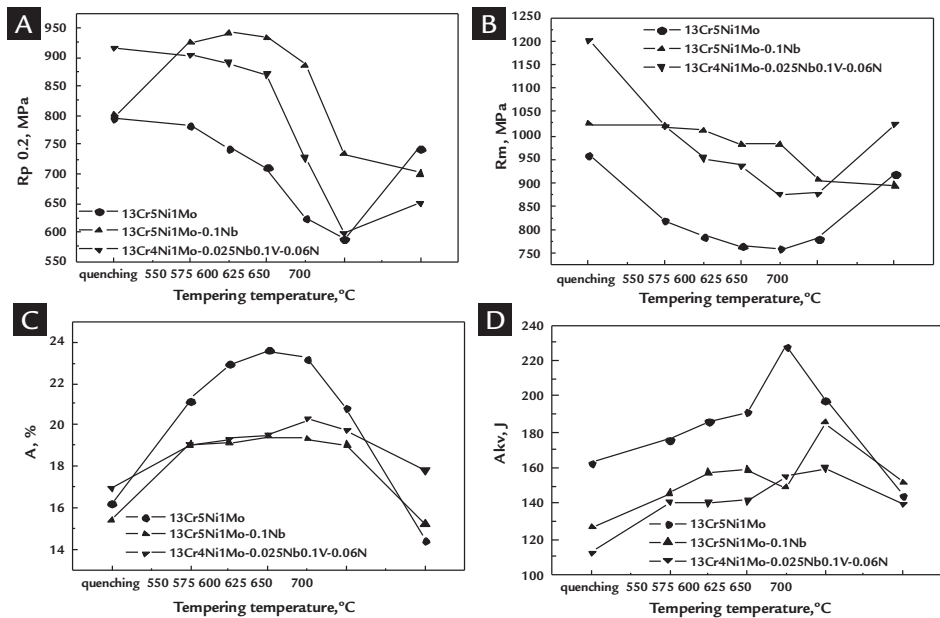 A
950
900
850
800
750
700
650
600
550
Rp 0.2, MPa
13Cr5Ni1Mo
13Cr5Ni1Mo-0.1Nb
13Cr4Ni1Mo-0.025Nb0.1V-0.06N
quenching 550 575 600 625 650 700
Tempering temperature,ºC
B
1250
1200
1150
1100
1050
1000
950
900
850
800
750
Rm, MPa
13Cr5Ni1Mo
13Cr5Ni1Mo-0.1Nb
13Cr4Ni1Mo-0.025Nb0.1V-0.06N
quenching 550 575 600 625 650 700
Tempering temperature,ºC
C
24
22
20
18
16
14
A, %
13Cr5Ni1Mo
13Cr5Ni1Mo-0.1Nb
13Cr4Ni1Mo-0.025Nb0.1V-0.06N
quenching 550 575 600 625 650 700
Tempering temperature,ºC
D
240
220
200
180
160
140
120
100
Akv, J
13Cr5Ni1Mo
13Cr5Ni1Mo-0.1Nb
13Cr4Ni1Mo-0.025Nb0.1V-0.06N
quenching 550 575 600 625 650 700
Tempering temperature,ºC